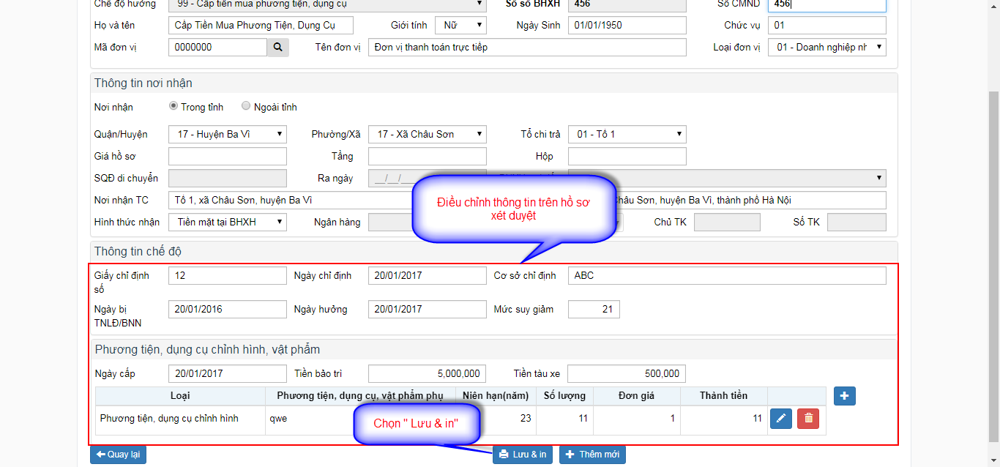 Chế độ hưởng 99 - Cấp tiền mua phương tiện, dụng cụ Số sổ BHXH 456 Số CMND 456
Họ và tên Cấp Tiền Mua Phương Tiện, Dụng Cụ Giới tính Nữ Ngày Sinh 01/01/1950 Chức vụ 01
Mã đơn vị 0000000 Tên đơn vị Đơn vị thanh toán trực tiếp Loại đơn vị 01 - Doanh nghiệp nh
Thông tin nơi nhận
Nơi nhận Trong tỉnh Ngoài tỉnh
Quận/Huyện 17 - Huyện Ba Vì Phường/Xã 17 - Xã Châu Sơn Tổ chi trả 01 - Tổ 1
Giá hồ sơ Tầng Hộp
SQĐ di chuyển Ra ngày __/__/__
Nơi nhận TC Tổ 1, xã Châu Sơn, huyện Ba Vì Châu Sơn, huyện Ba Vì, thành phố Hà Nội
Hình thức nhận Tiền mặt tại BHXH Ngân hàng Chủ TK Số TK
Điều chỉnh thông tin trên hồ sơ
xét duyệt
Thông tin chế độ
Giấy chỉ định
số 12 Ngày chỉ định 20/01/2017 Cơ sở chỉ định ABC
Ngày bị
TNLĐ/BNN 20/01/2016 Ngày hưởng 20/01/2017 Mức suy giảm 21
Phương tiện, dụng cụ chỉnh hình, vật phẩm
Ngày cấp 20/01/2017 Tiền bảo trì 5,000,000 Tiền tàu xe 500,000
Loại Phương tiện, dụng cụ, vật phẩm phụ Niên hạn(năm) Số lượng Đơn giá Thành tiền
Phương tiện, dụng cụ chỉnh hình qwe 23 11 1 11
Chọn " Lưu & in"
Quay lại Lưu & in Thêm mới